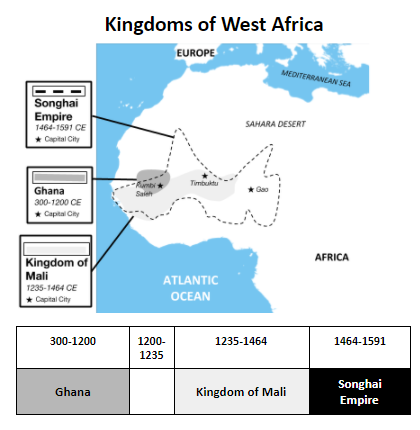 Kingdoms of West Africa
EUROPE
MEDITERRANEAN SEA
Songhai
Empire
1464-1591 CE
★ Capital City
SAHARA DESERT
Ghana
300-1200 CE
★ Capital City
Kumbi
Saleh
Timbuktu
Gao
Kingdom of
Mali
1235-1464 CE
★ Capital City
AFRICA
ATLANTIC
OCEAN
300-1200
1200-
1235
1235-1464
1464-1591
Ghana
Kingdom of Mali
Songhai
Empire